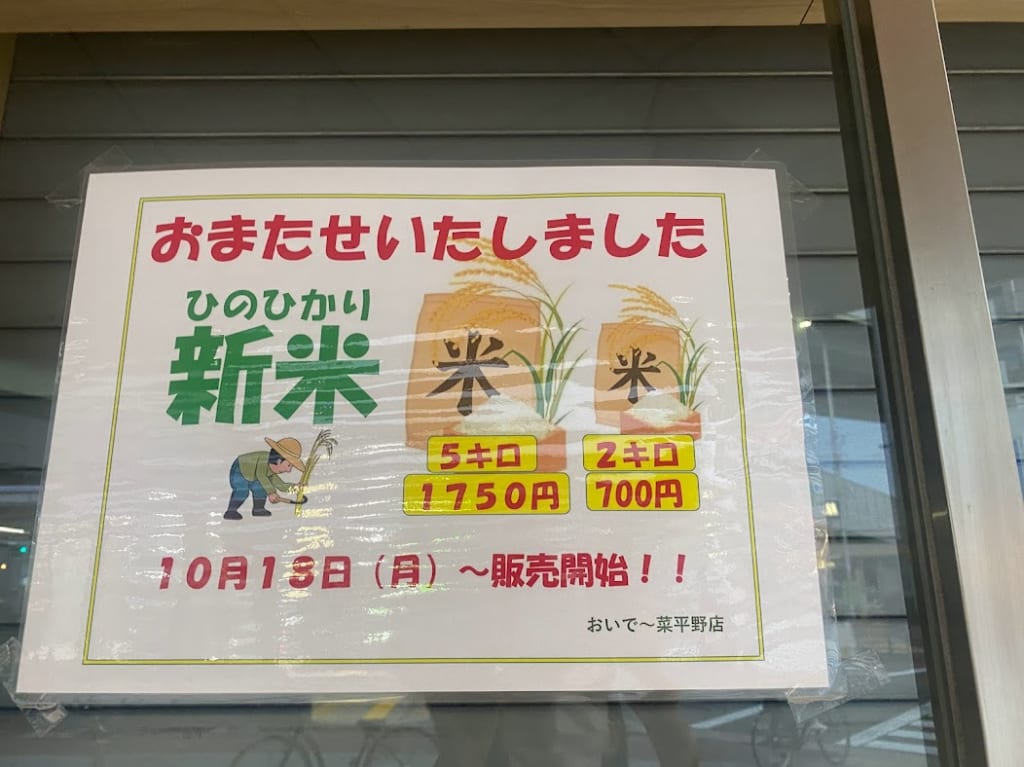 おまたせいたしました
ひのひかり
新米
米
米
5キロ
1750円
2キロ
700円
10月18日（月）～販売開始！！
おいで～菜平野店